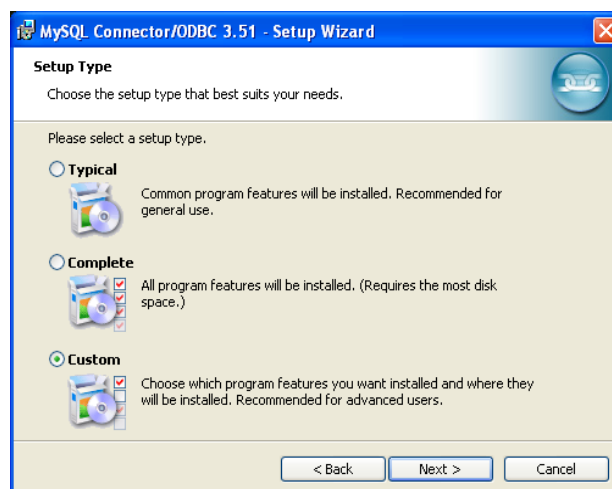 MySQL Connector/ODBC 3.51 - Setup Wizard
Setup Type
Choose the setup type that best suits your needs.
Please select a setup type.
Typical
Common program features will be installed. Recommended for
general use.
Complete
All program features will be installed. (Requires the most disk
space.)
Custom
Choose which program features you want installed and where they
will be installed. Recommended for advanced users.
< Back
Next >
Cancel